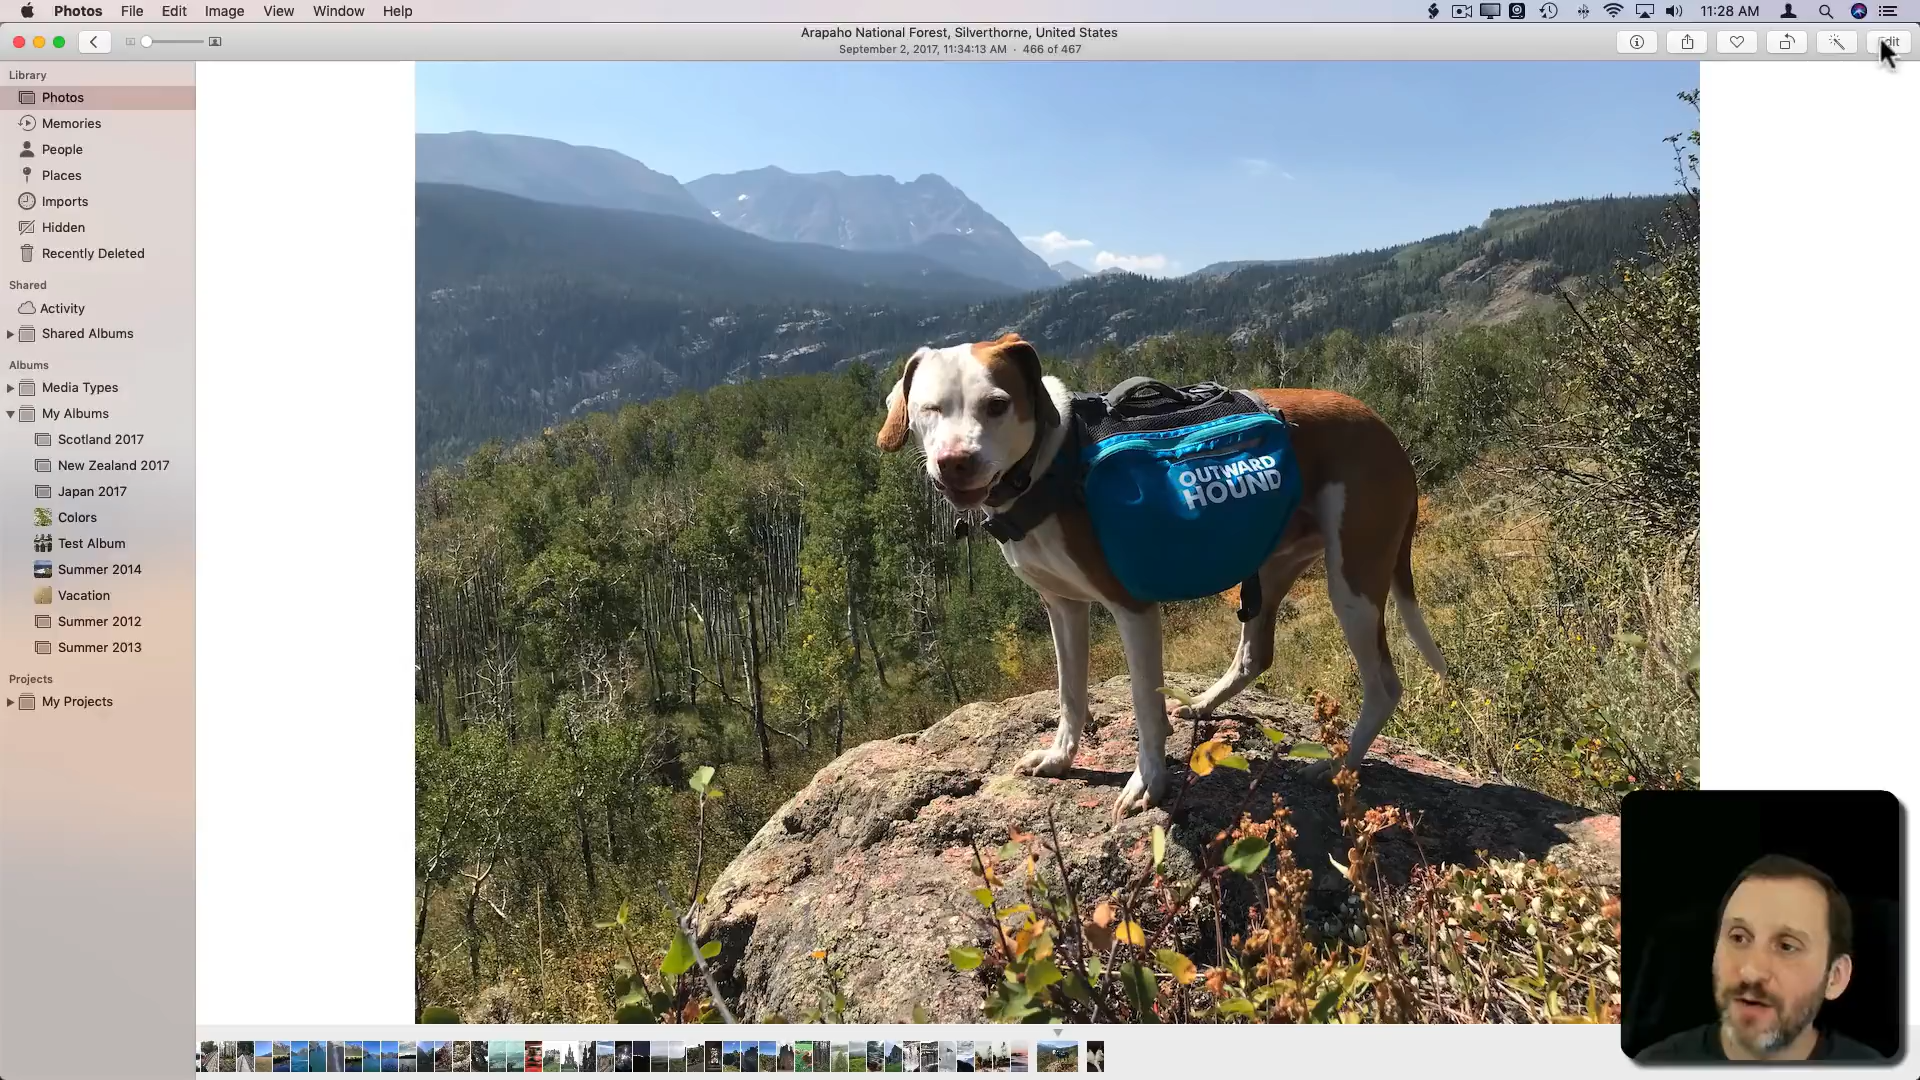 Photos File Edit Image View Window Help
11:28 AM
Arapaho National Forest, Silverthorne, United States
September 2, 2017, 11:34:13 AM · 466 of 467
Library
Photos
Memories
People
Places
Imports
Hidden
Recently Deleted
Shared
Activity
Shared Albums
Albums
Media Types
My Albums
Scotland 2017
New Zealand 2017
Japan 2017
Colors
Test Album
Summer 2014
Vacation
Summer 2012
Summer 2013
Projects
My Projects
OUTWARD
HOUND